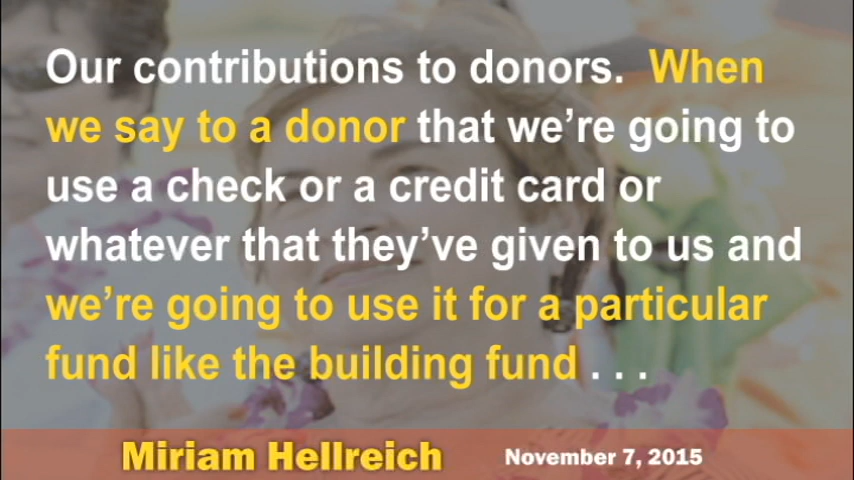 Our contributions to donors.  When
we say to a donor that we’re going to
use a check or a credit card or
whatever that they’ve given to us and
we’re going to use it for a particular
fund like the building fund . . .
Miriam Hellreich November 7, 2015